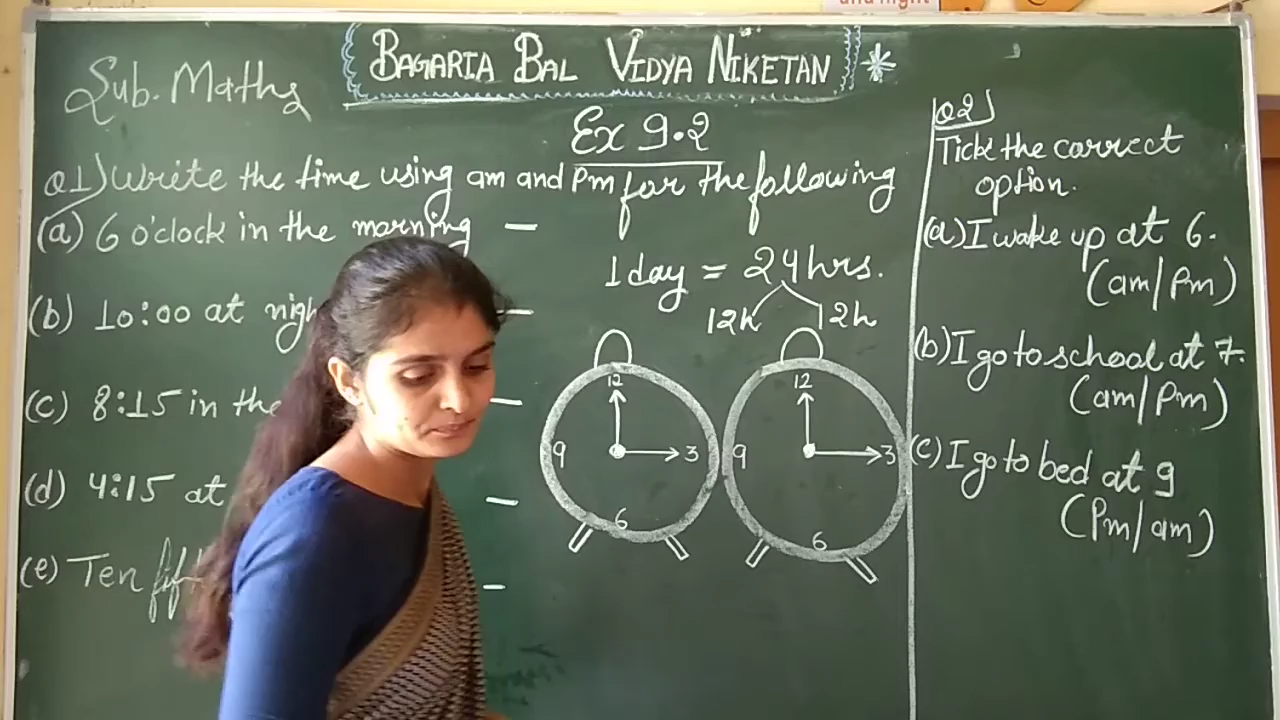 and night
BAGARIA BAL VIDYA NIKETAN
Sub. Maths
Ex 9.2
Q1) Write the time using am and Pm for the following
(a) 6 o'clock in the morning —
(b) 10:00 at nigh —
(c) 8:15 in the —
(d) 4:15 at —
(e) Ten fift —
1 day = 24 hrs.
12h 12h
12
3
6
9
12
3
6
9
Q2)
Tick the correct
option.
(a) I wake up at 6.
(am/Pm)
(b) I go to school at 7.
(am/Pm)
(c) I go to bed at 9
(Pm/am)